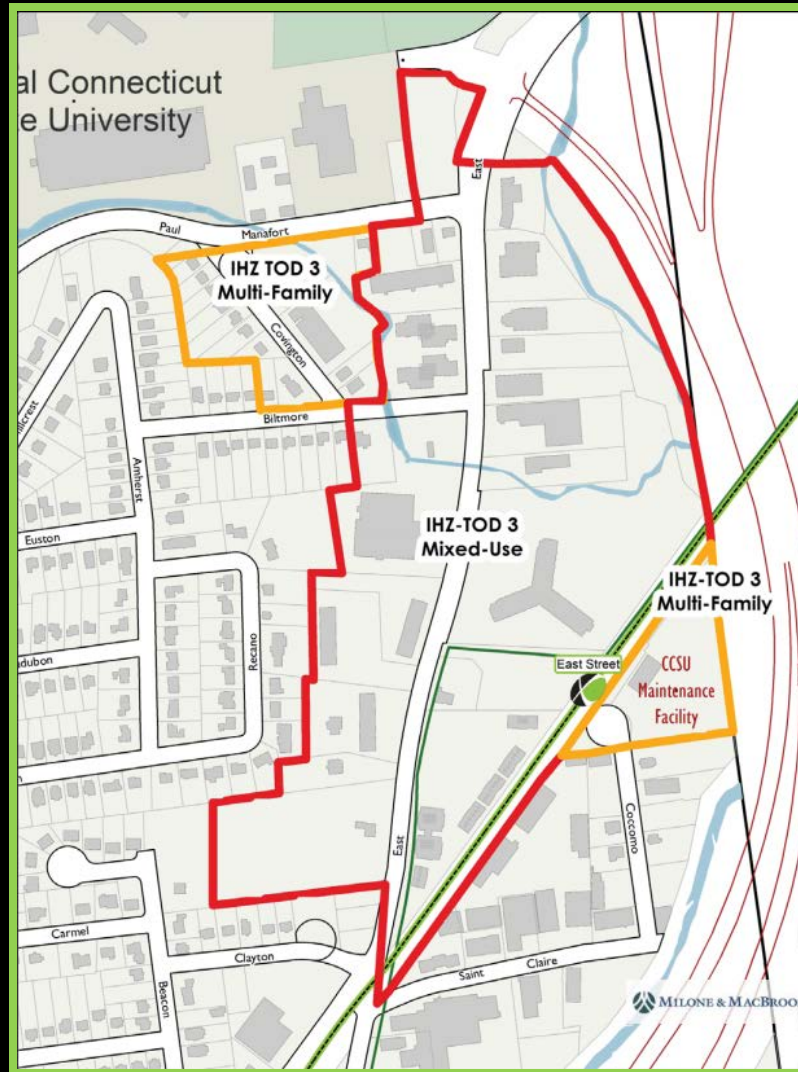 al Connecticut
e University
East
Paul
Manafort
IHZ TOD 3
Multi-Family
Covington
Biltmore
Hillcrest
Amherst
IHZ-TOD 3
Mixed-Use
Euston
IHZ-TOD 3
Multi-Family
Recano
East Street
CCSU
Maintenance
Facility
Coccomo
East
Carmel
Clayton
Saint
Claire
Beacon
MILONE & MACBROO